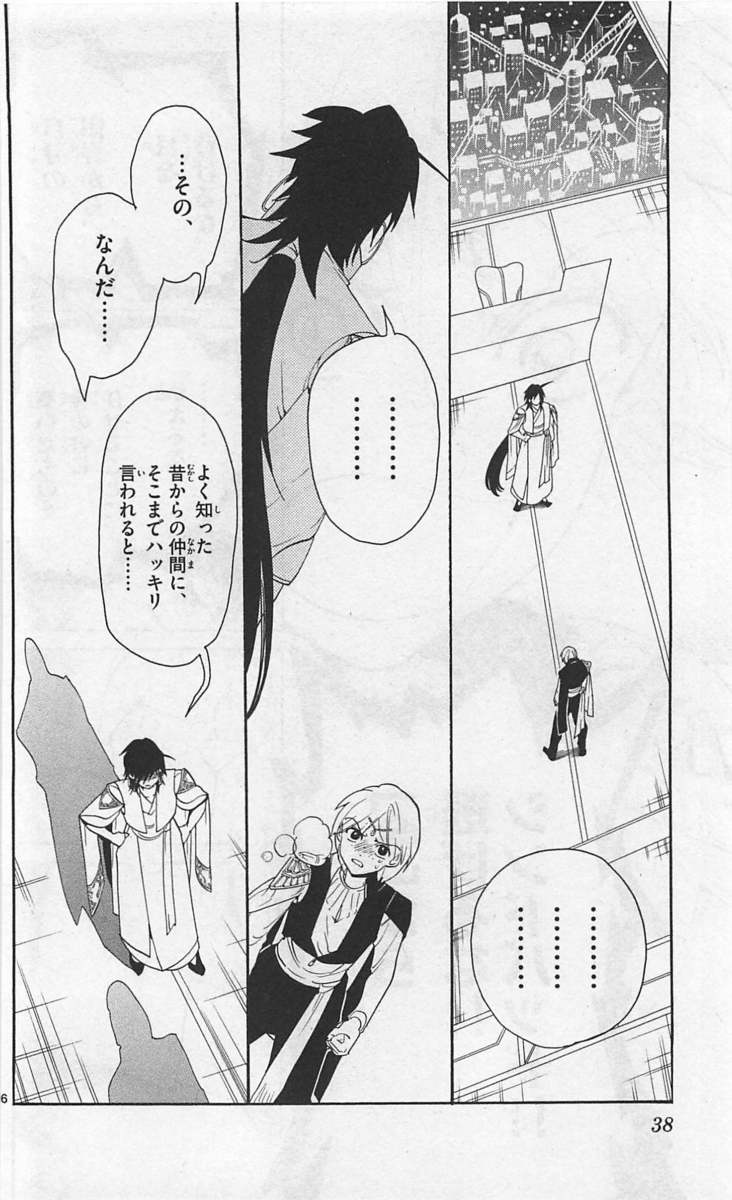 ………
………
………
………
………
…その、
なんだ……
よく知った
昔からの仲間に、
そこまでハッキリ
言われると……
38
6